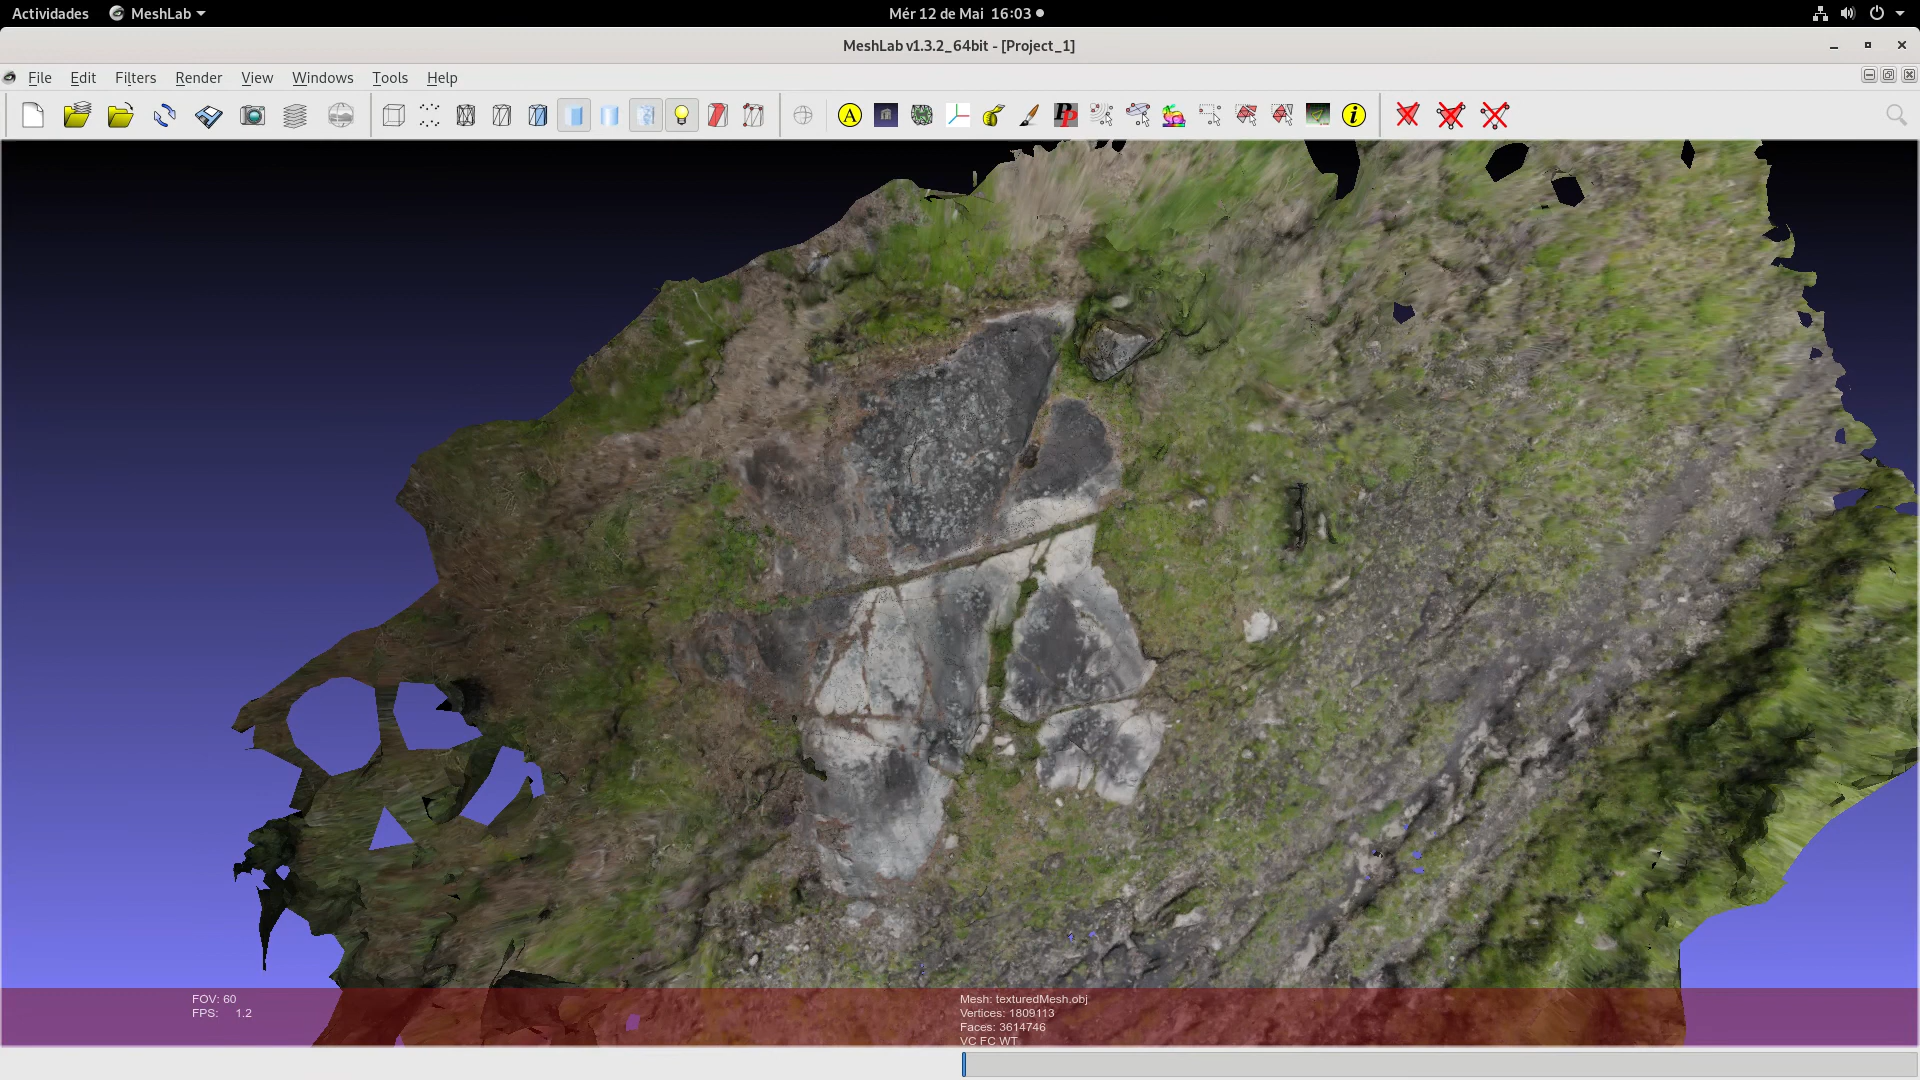 Actividades MeshLab Mér 12 de Mai 16:03
MeshLab v1.3.2_64bit - [Project_1]
File Edit Filters Render View Windows Tools Help
A PP i
FOV: 60
FPS: 1.2
Mesh: texturedMesh.obj
Vertices: 1809113
Faces: 3614746
VC FC WT